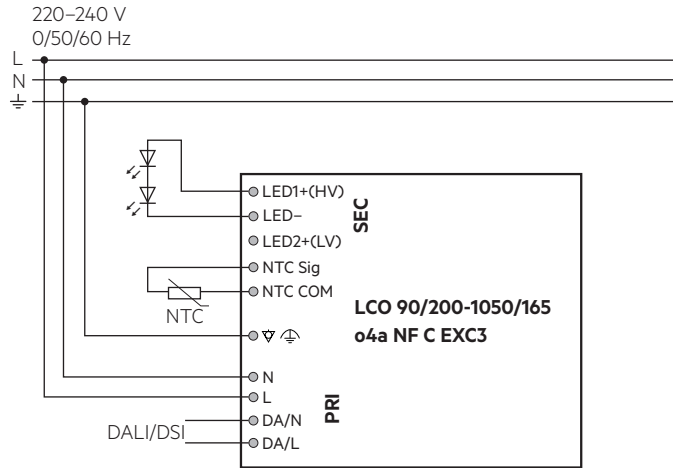 220–240 V
0/50/60 Hz
L
N
LED1+(HV)
LED–
LED2+(LV)
SEC
NTC Sig
NTC COM
NTC
LCO 90/200-1050/165
o4a NF C EXC3
N
L
PRI
DALI/DSI
DA/N
DA/L